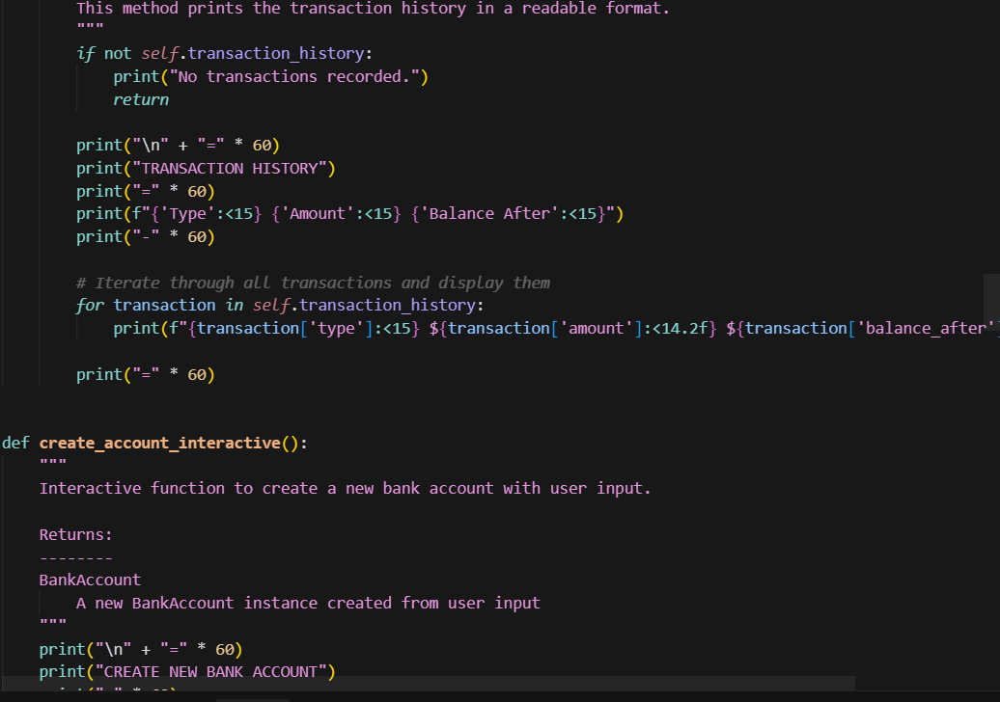 This method prints the transaction history in a readable format.
"""
if not self.transaction_history:
print("No transactions recorded.")
return
print("\n" + "=" * 60)
print("TRANSACTION HISTORY")
print("=" * 60)
print(f"{'Type':<15} {'Amount':<15} {'Balance After':<15}")
print("-" * 60)
# Iterate through all transactions and display them
for transaction in self.transaction_history:
print(f"{transaction['type']:<15} ${transaction['amount']:<14.2f} ${transaction['balance_after']
print("=" * 60)
def create_account_interactive():
"""
Interactive function to create a new bank account with user input.
Returns:
--------
BankAccount
A new BankAccount instance created from user input
"""
print("\n" + "=" * 60)
print("CREATE NEW BANK ACCOUNT")